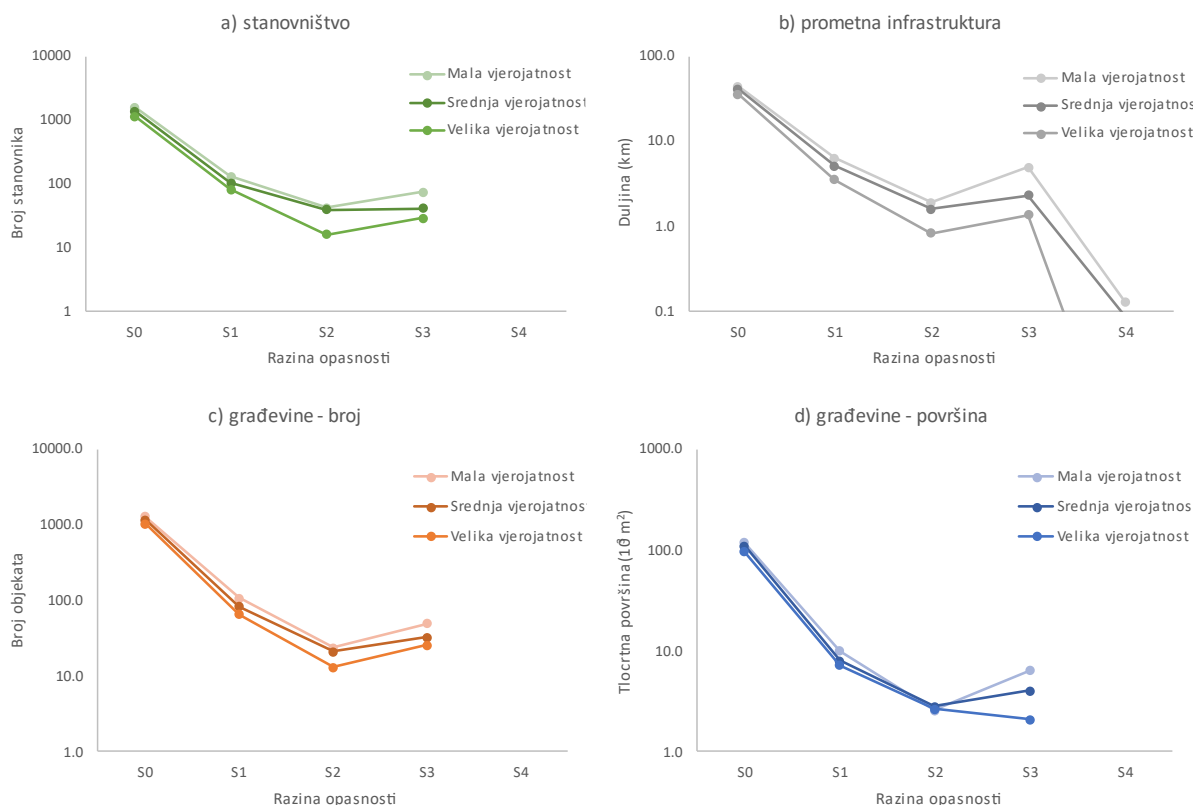 a) stanovništvo
10000
1000
100
10
1
Broj stanovnika
Mala vjerojatnost
Srednja vjerojatnost
Velika vjerojatnost
S0 S1 S2 S3 S4
Razina opasnosti
b) prometna infrastruktura
100.0
10.0
1.0
0.1
Duljina (km)
Mala vjerojatnost
Srednja vjerojatnost
Velika vjerojatnost
S0 S1 S2 S3 S4
Razina opasnosti
c) građevine - broj
10000.0
1000.0
100.0
10.0
1.0
Broj objekata
Mala vjerojatnost
Srednja vjerojatnost
Velika vjerojatnost
S0 S1 S2 S3 S4
Razina opasnosti
d) građevine - površina
1000.0
100.0
10.0
1.0
Tlocrtna površina (10³ m²)
Mala vjerojatnost
Srednja vjerojatnost
Velika vjerojatnost
S0 S1 S2 S3 S4
Razina opasnosti